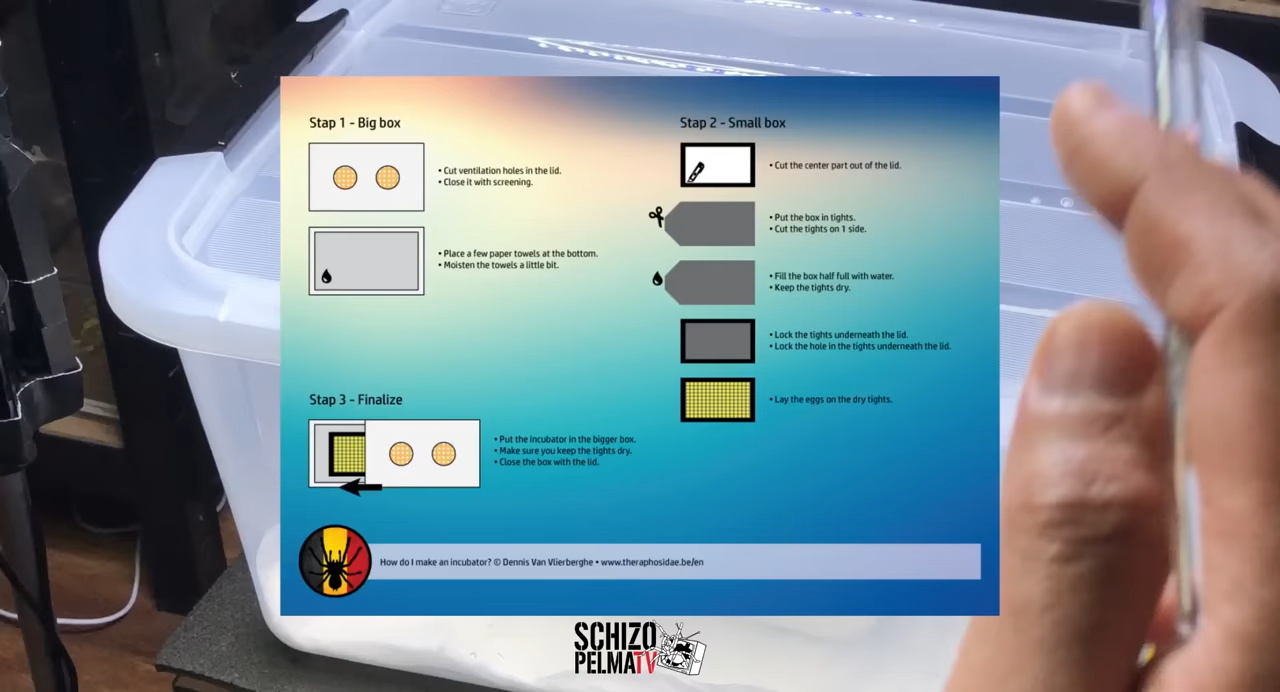 Stap 1 - Big box
• Cut ventilation holes in the lid.
• Close it with screening.
• Place a few paper towels at the bottom.
• Moisten the towels a little bit.
Stap 2 - Small box
• Cut the center part out of the lid.
• Put the box in tights.
• Cut the tights on 1 side.
• Fill the box half full with water.
• Keep the tights dry.
• Lock the tights underneath the lid.
• Lock the hole in the tights underneath the lid.
• Lay the eggs on the dry tights.
Stap 3 - Finalize
• Put the incubator in the bigger box.
• Make sure you keep the tights dry.
• Close the box with the lid.
How do I make an incubator? © Dennis Van Vlierberghe • www.theraphosidae.be/en
SCHIZO
PELMATV